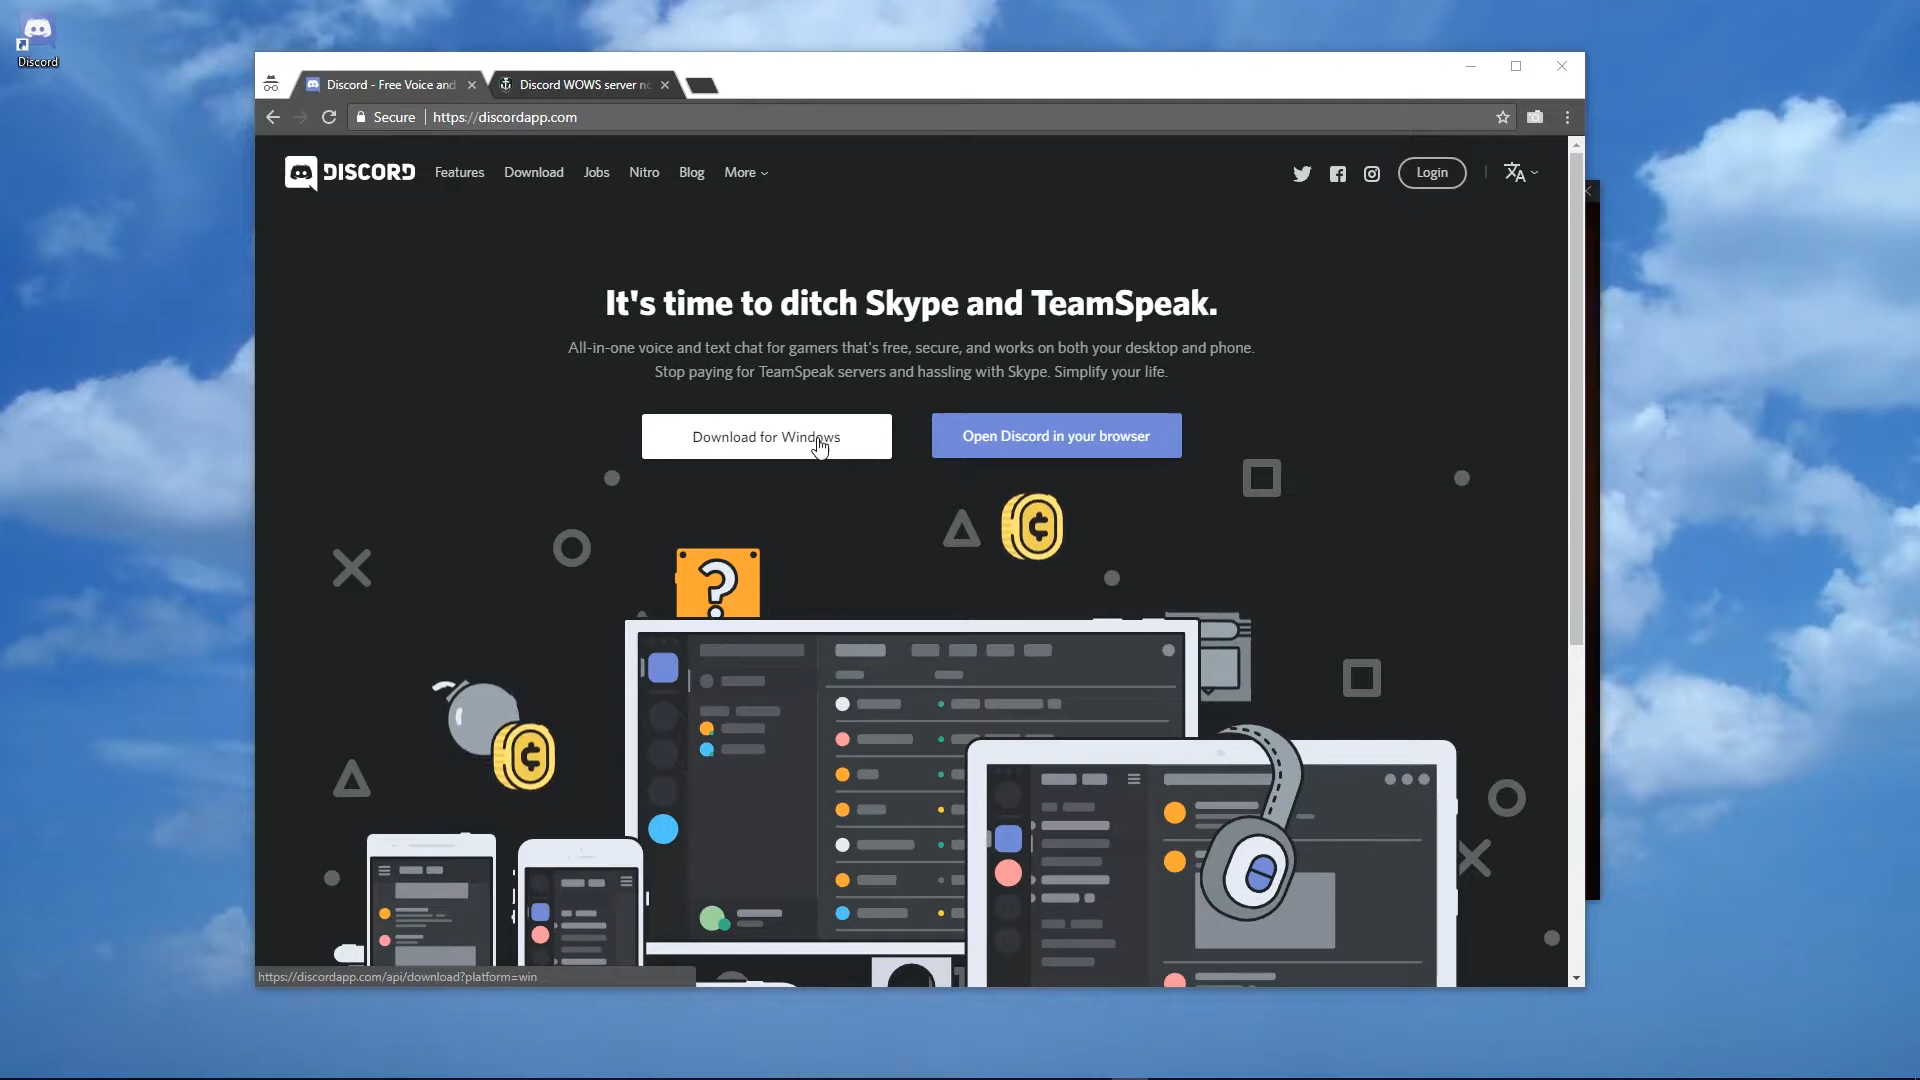 Discord
Discord - Free Voice and
Discord WOWS server no
Secure
https://discordapp.com
DISCORD
Features
Download
Jobs
Nitro
Blog
More
Login
It's time to ditch Skype and TeamSpeak.
All-in-one voice and text chat for gamers that's free, secure, and works on both your desktop and phone.
Stop paying for TeamSpeak servers and hassling with Skype. Simplify your life.
Download for Windows
Open Discord in your browser
https://discordapp.com/api/download?platform=win